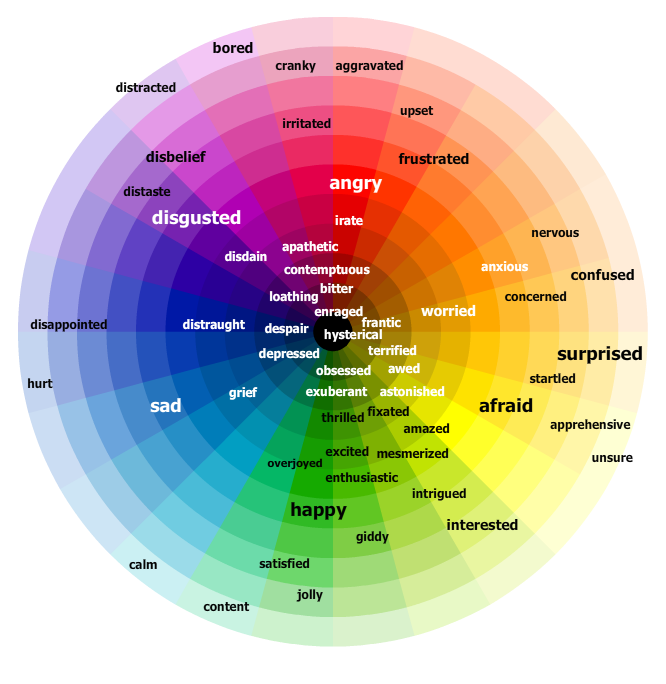 bored
cranky
aggravated
distracted
upset
irritated
disbelief
frustrated
angry
distaste
disgusted
irate
nervous
apathetic
disdain
anxious
contemptuous
confused
bitter
loathing
concerned
enraged
worried
disappointed
distraught
despair
frantic
hysterical
depressed
terrified
surprised
obsessed
awed
startled
hurt
grief
exuberant
astonished
sad
afraid
thrilled
fixated
amazed
apprehensive
excited
mesmerized
unsure
overjoyed
enthusiastic
intrigued
happy
interested
giddy
calm
satisfied
jolly
content